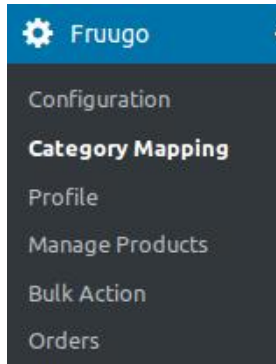 Fruugo
Configuration
Category Mapping
Profile
Manage Products
Bulk Action
Orders